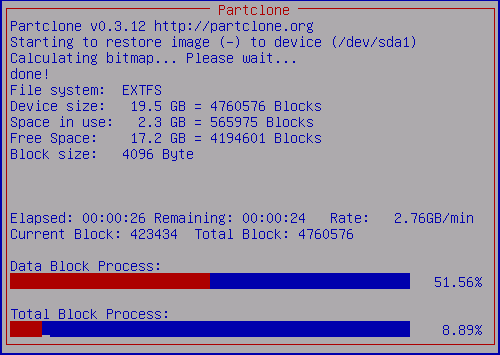 Partclone
Partclone v0.3.12 http://partclone.org
Starting to restore image (-) to device (/dev/sda1)
Calculating bitmap... Please wait...
done!
File system:  EXTFS
Device size:   19.5 GB = 4760576 Blocks
Space in use:   2.3 GB = 565975 Blocks
Free Space:    17.2 GB = 4194601 Blocks
Block size:   4096 Byte
Elapsed: 00:00:26 Remaining: 00:00:24   Rate:   2.76GB/min
Current Block: 423434  Total Block: 4760576
Data Block Process:
51.56%
Total Block Process:
8.89%